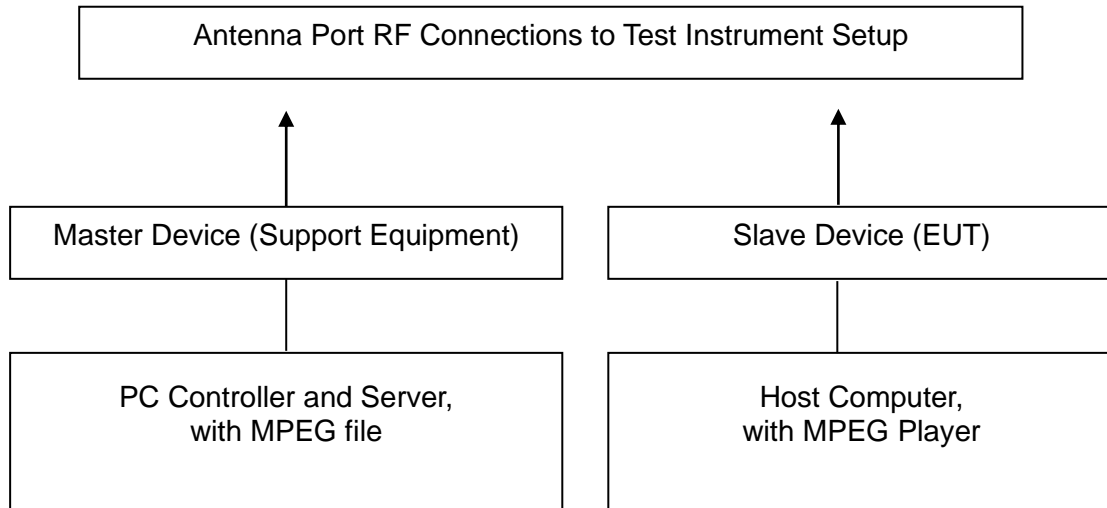 Antenna Port RF Connections to Test Instrument Setup
Master Device (Support Equipment)
Slave Device (EUT)
PC Controller and Server,
with MPEG file
Host Computer,
with MPEG Player